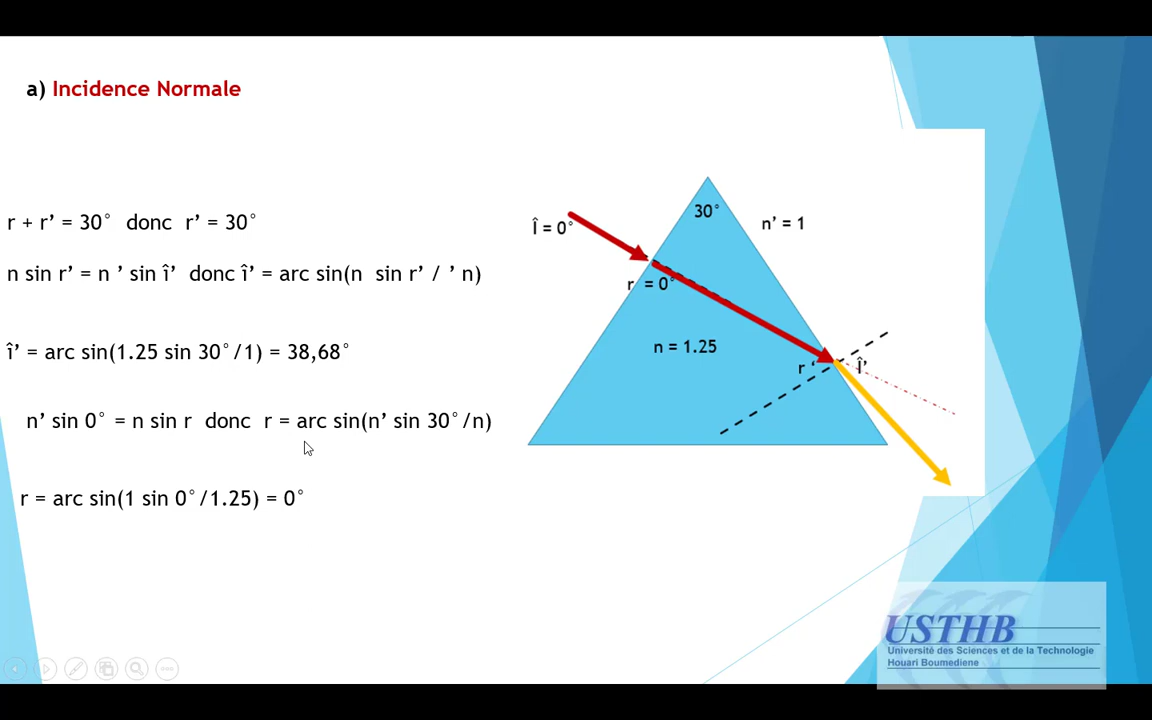 a) Incidence Normale
r + r’ = 30° donc r’ = 30°
n sin r’ = n ’ sin î’ donc î’ = arc sin(n sin r’ / ’ n)
î’ = arc sin(1.25 sin 30°/1) = 38,68°
n’ sin 0° = n sin r donc r = arc sin(n’ sin 30°/n)
r = arc sin(1 sin 0°/1.25) = 0°
30°
Î = 0°
n’ = 1
r = 0°
n = 1.25
r ‘
Î’
USTHB
Université des Sciences et de la Technologie
Houari Boumediene